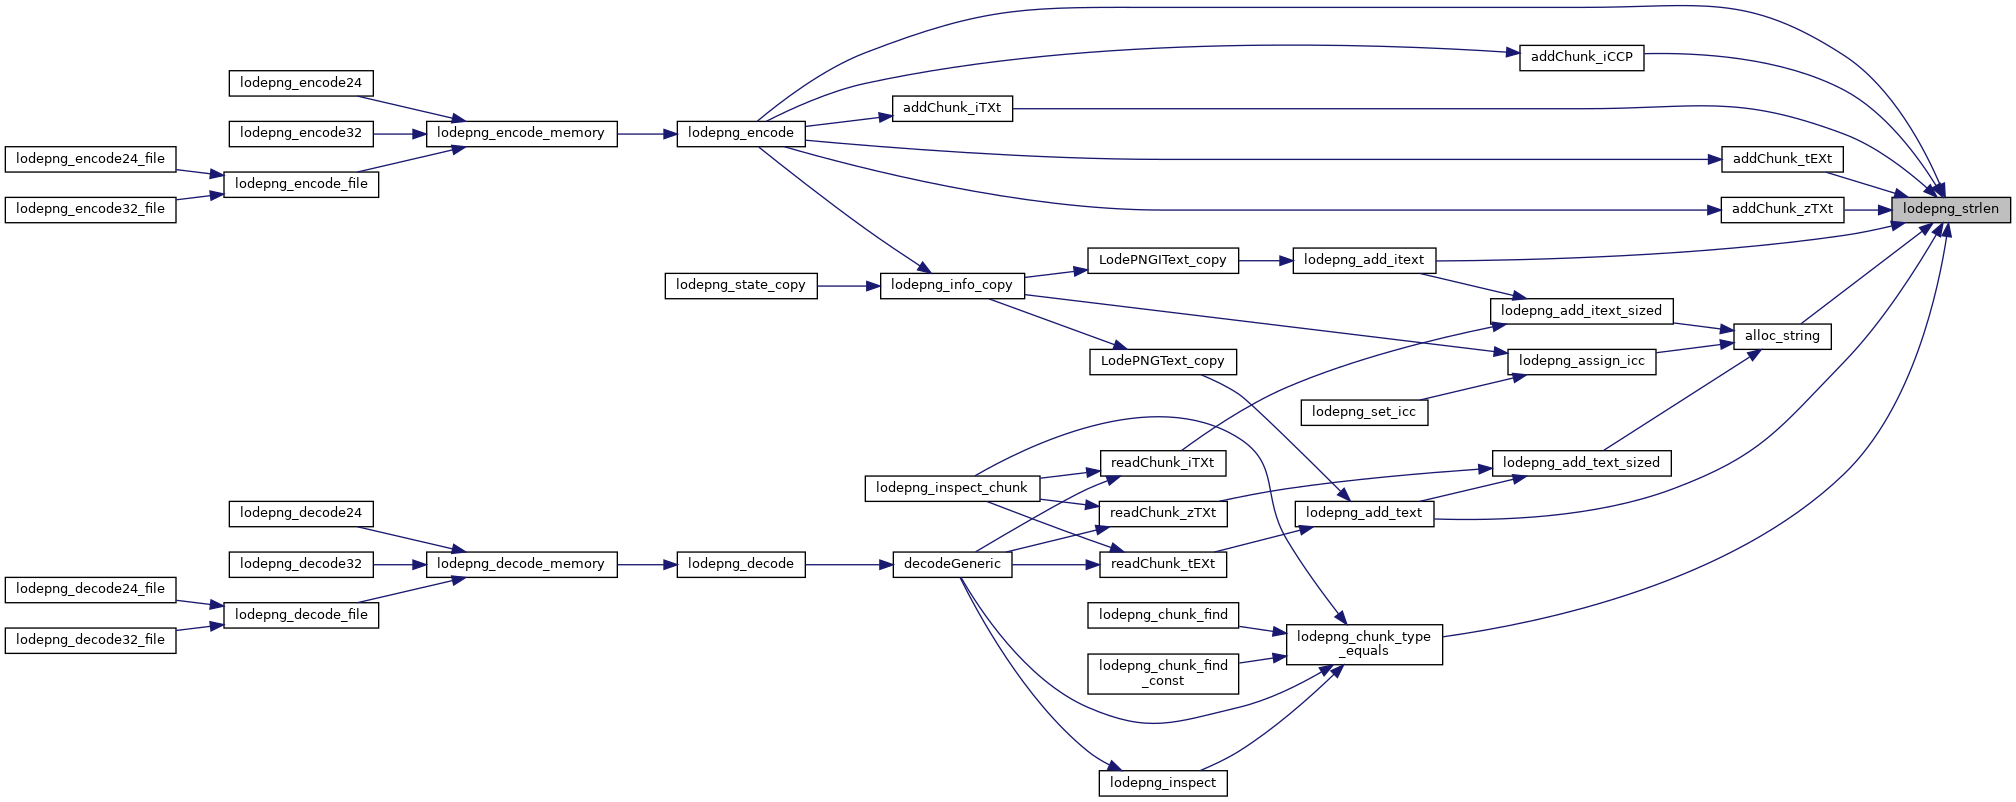 addChunk_iCCP
lodepng_encode24
addChunk_iTXt
lodepng_encode32
lodepng_encode_memory
lodepng_encode
lodepng_encode24_file
addChunk_tEXt
lodepng_encode_file
lodepng_encode32_file
addChunk_zTXt
lodepng_strlen
LodePNGIText_copy
lodepng_add_itext
lodepng_state_copy
lodepng_info_copy
lodepng_add_itext_sized
alloc_string
LodePNGText_copy
lodepng_assign_icc
lodepng_set_icc
readChunk_iTXt
lodepng_add_text_sized
lodepng_inspect_chunk
lodepng_decode24
readChunk_zTXt
lodepng_add_text
lodepng_decode32
lodepng_decode_memory
lodepng_decode
decodeGeneric
readChunk_tEXt
lodepng_decode24_file
lodepng_decode_file
lodepng_chunk_find
lodepng_decode32_file
lodepng_chunk_type
_equals
lodepng_chunk_find
_const
lodepng_inspect